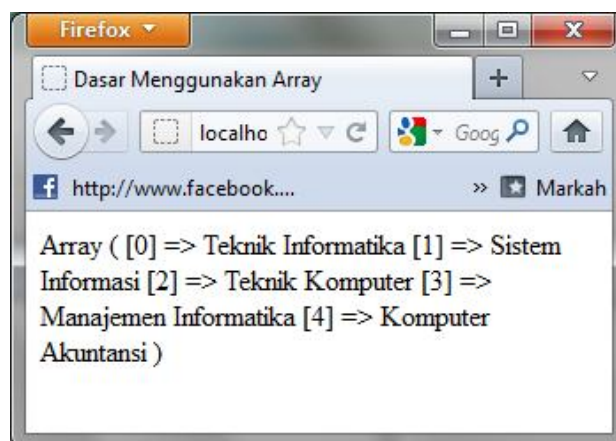 Firefox
Dasar Menggunakan Array
localho
Goog
http://www.facebook....
Markah
Array ( [0] => Teknik Informatika [1] => Sistem
Informasi [2] => Teknik Komputer [3] =>
Manajemen Informatika [4] => Komputer
Akuntansi )